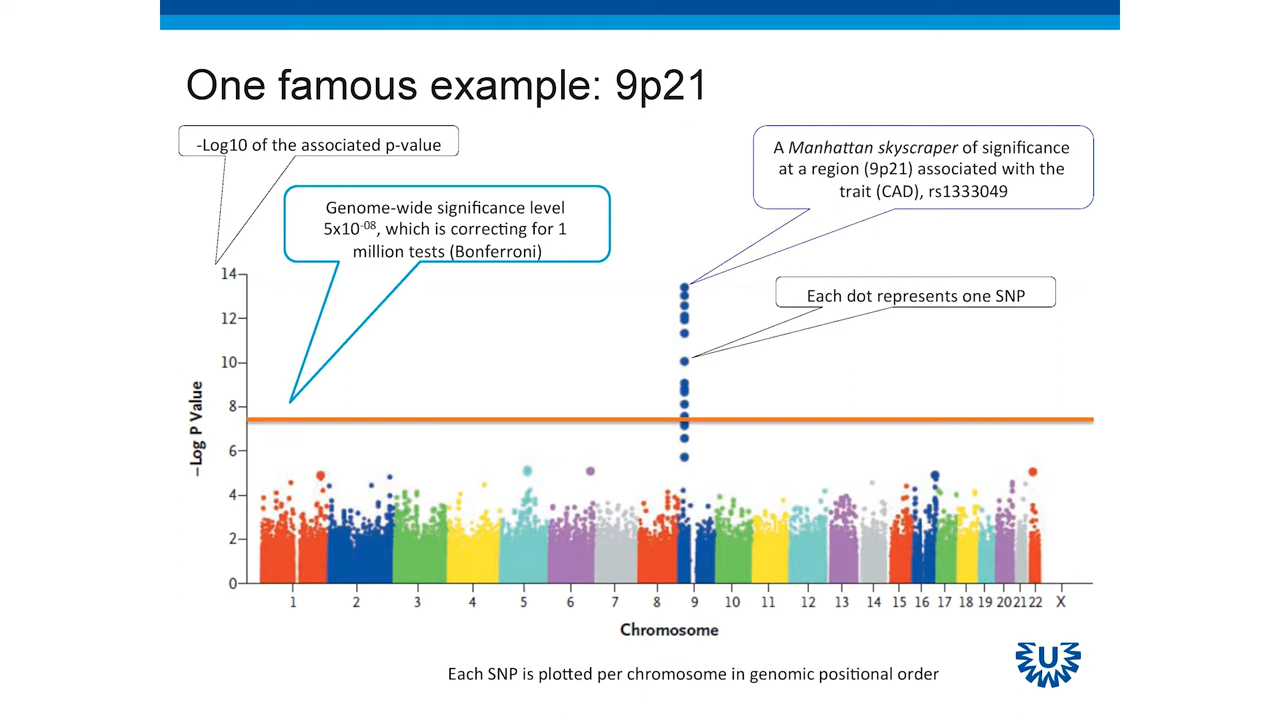 One famous example: 9p21
-Log10 of the associated p-value
A Manhattan skyscraper of significance
at a region (9p21) associated with the
trait (CAD), rs1333049
Genome-wide significance level
5x10-08, which is correcting for 1
million tests (Bonferroni)
Each dot represents one SNP
14
12
10
8
6
4
2
0
−Log P Value
1 2 3 4 5 6 7 8 9 10 11 12 13 14 15 16 17 18 19 20 21 22 X
Chromosome
Each SNP is plotted per chromosome in genomic positional order
U